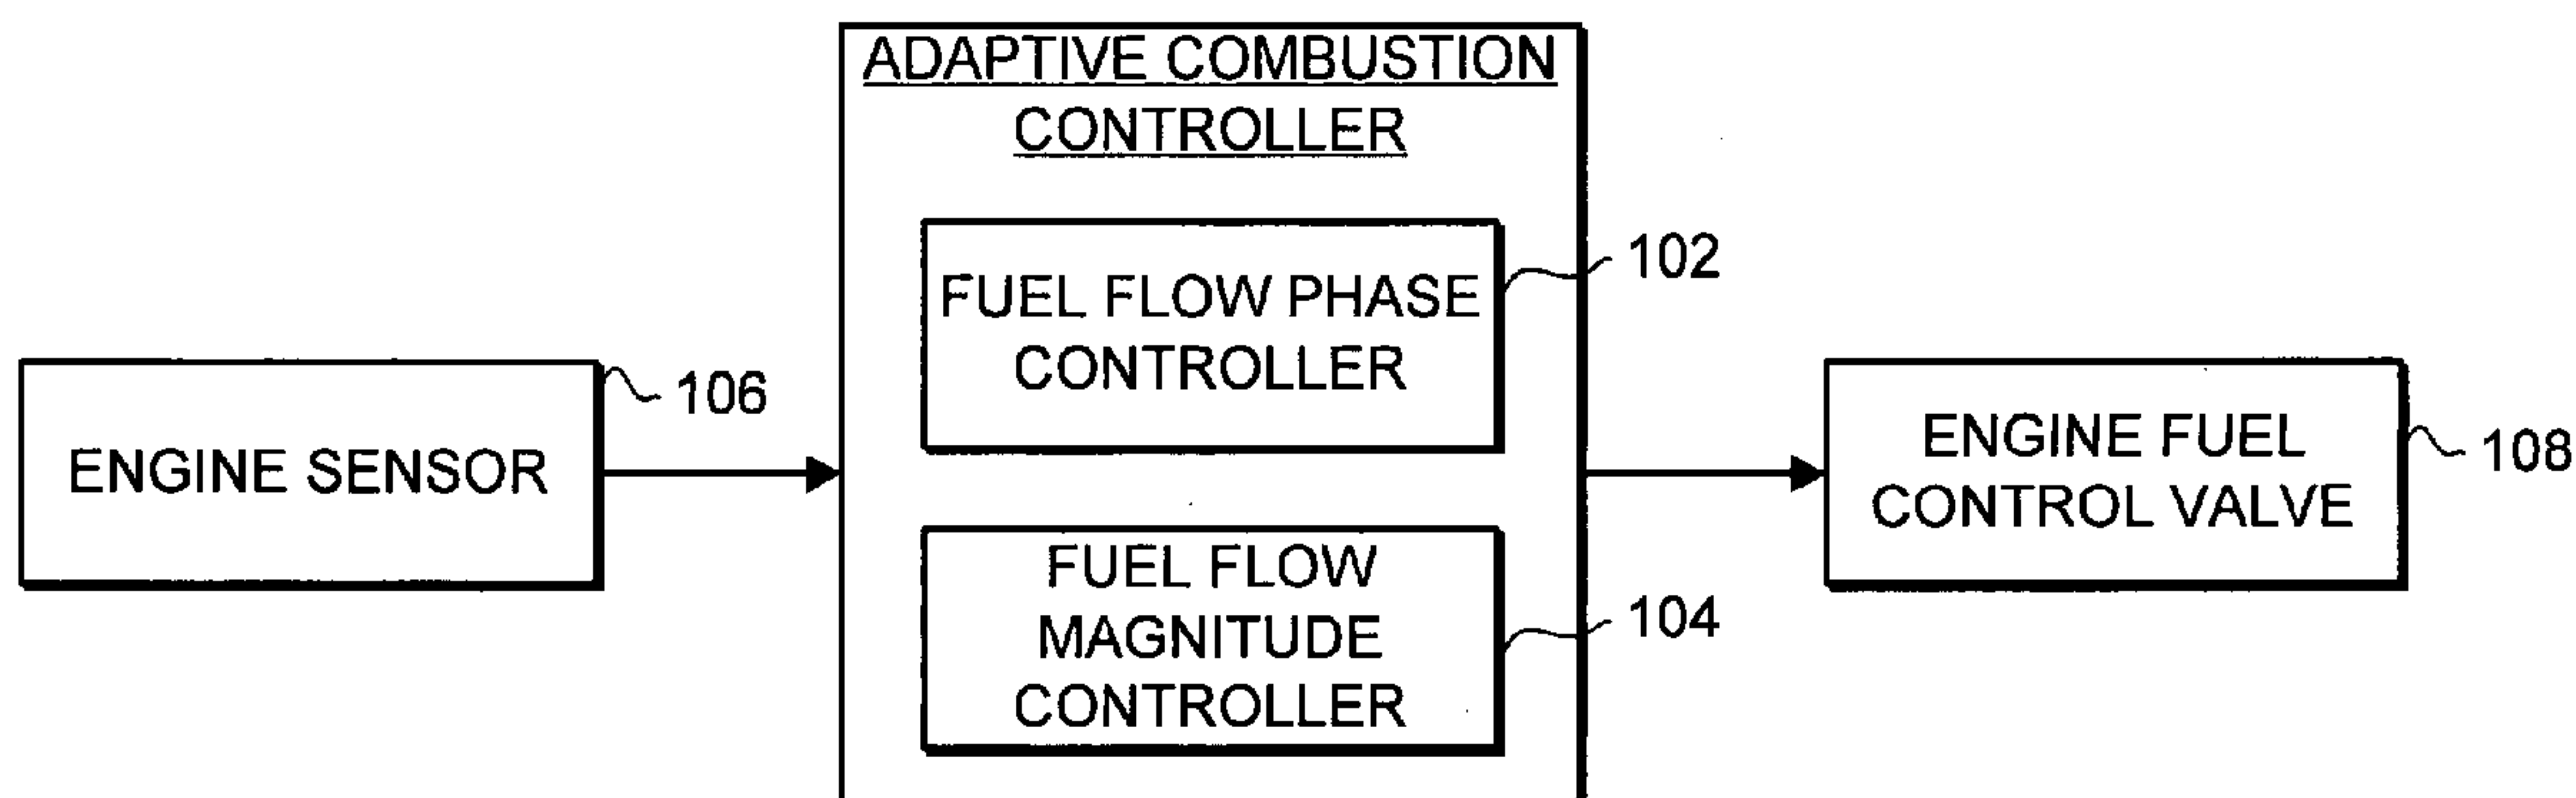 ADAPTIVE COMBUSTION
CONTROLLER
FUEL FLOW PHASE
CONTROLLER
102
ENGINE SENSOR
106
FUEL FLOW
MAGNITUDE
CONTROLLER
104
ENGINE FUEL
CONTROL VALVE
108